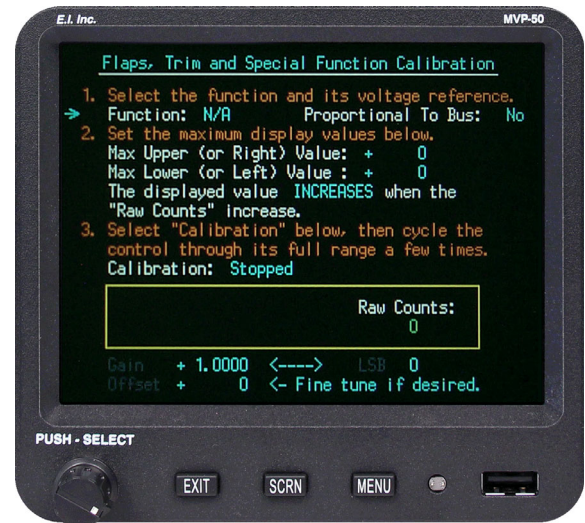 E.I. Inc. MVP-50
Flaps, Trim and Special Function Calibration
1. Select the function and its voltage reference.
Function: N/A Proportional To Bus: No
2. Set the maximum display values below.
Max Upper (or Right) Value: + 0
Max Lower (or Left) Value : + 0
The displayed value INCREASES when the
"Raw Counts" increase.
3. Select "Calibration" below, then cycle the
control through its full range a few times.
Calibration: Stopped
Raw Counts:
0
Gain + 1.0000 <----> LSB 0
Offset + 0 <- Fine tune if desired.
PUSH - SELECT
EXIT SCRN MENU